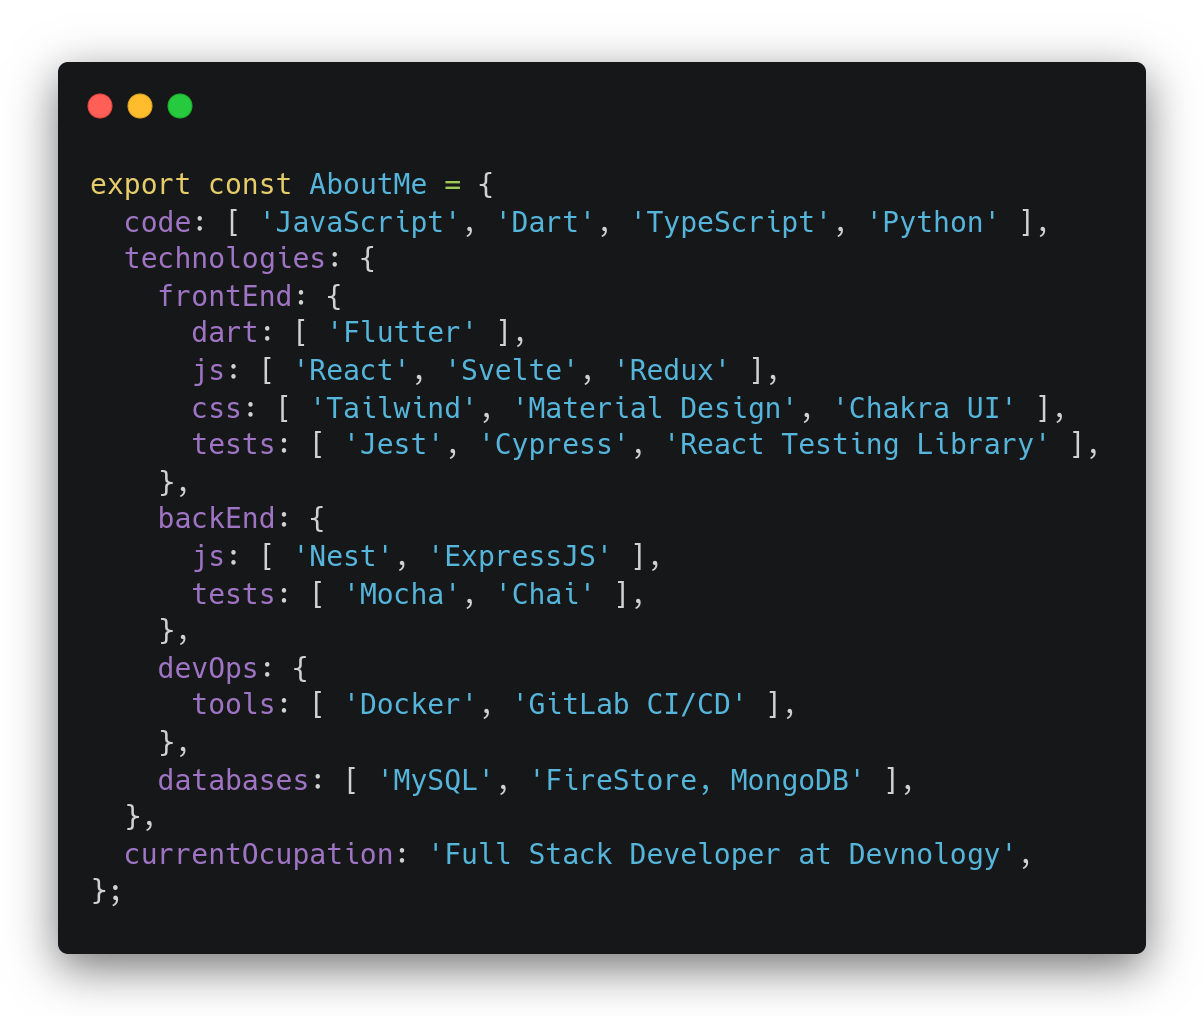 export const AboutMe = {
  code: [ 'JavaScript', 'Dart', 'TypeScript', 'Python' ],
  technologies: {
    frontEnd: {
      dart: [ 'Flutter' ],
      js: [ 'React', 'Svelte', 'Redux' ],
      css: [ 'Tailwind', 'Material Design', 'Chakra UI' ],
      tests: [ 'Jest', 'Cypress', 'React Testing Library' ],
    },
    backEnd: {
      js: [ 'Nest', 'ExpressJS' ],
      tests: [ 'Mocha', 'Chai' ],
    },
    devOps: {
      tools: [ 'Docker', 'GitLab CI/CD' ],
    },
    databases: [ 'MySQL', 'FireStore, MongoDB' ],
  },
  currentOcupation: 'Full Stack Developer at Devnology',
};